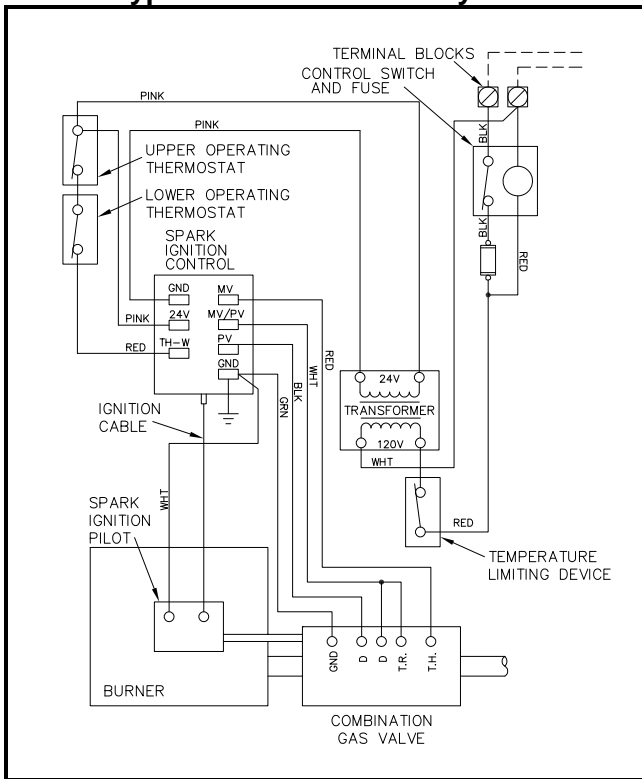 TERMINAL BLOCKS
CONTROL SWITCH
AND FUSE
PINK
PINK
BLK
UPPER OPERATING
THERMOSTAT
LOWER OPERATING
THERMOSTAT
BLK
RED
SPARK
IGNITION
CONTROL
GND
MV
PINK
24V
MV/PV
RED
TH-W
PV
GND
RED
WHT
BLK
GRN
24V
TRANSFORMER
120V
WHT
IGNITION
CABLE
WHT
SPARK
IGNITION
PILOT
RED
TEMPERATURE
LIMITING DEVICE
GND
D
D
T.R.
T.H.
BURNER
COMBINATION
GAS VALVE